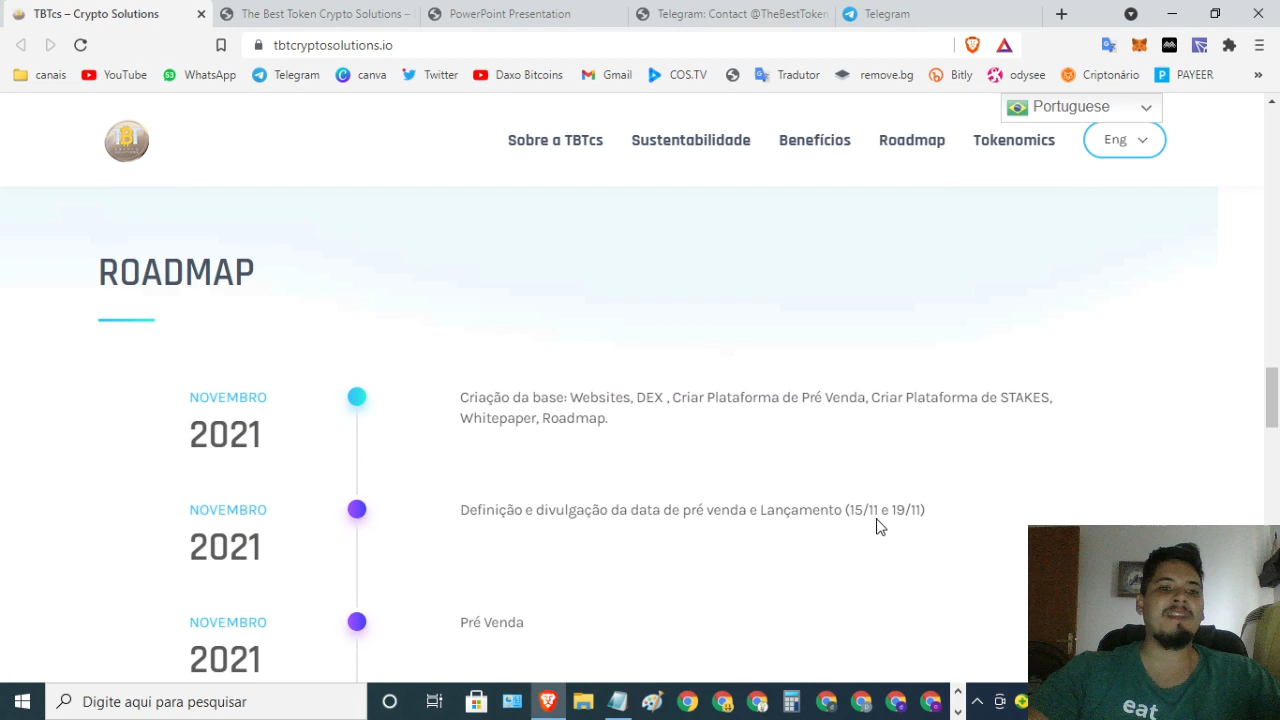 TBTcs – Crypto Solutions
The Best Token Crypto Solutions –
PowerPoint Presentation
Telegram: Contact @TheBestToken
Telegram
tbtcryptosolutions.io
canais
YouTube
WhatsApp
Telegram
canva
Twitter
Daxo Bitcoins
Gmail
COS.TV
Tradutor
remove.bg
Bitly
odysee
Criptonário
PAYEER
Portuguese
Sobre a TBTcs
Sustentabilidade
Benefícios
Roadmap
Tokenomics
Eng
ROADMAP
NOVEMBRO
2021
Criação da base: Websites, DEX , Criar Plataforma de Pré Venda, Criar Plataforma de STAKES,
Whitepaper, Roadmap.
NOVEMBRO
2021
Definição e divulgação da data de pré venda e Lançamento (15/11 e 19/11)
NOVEMBRO
2021
Pré Venda
eat
Digite aqui para pesquisar